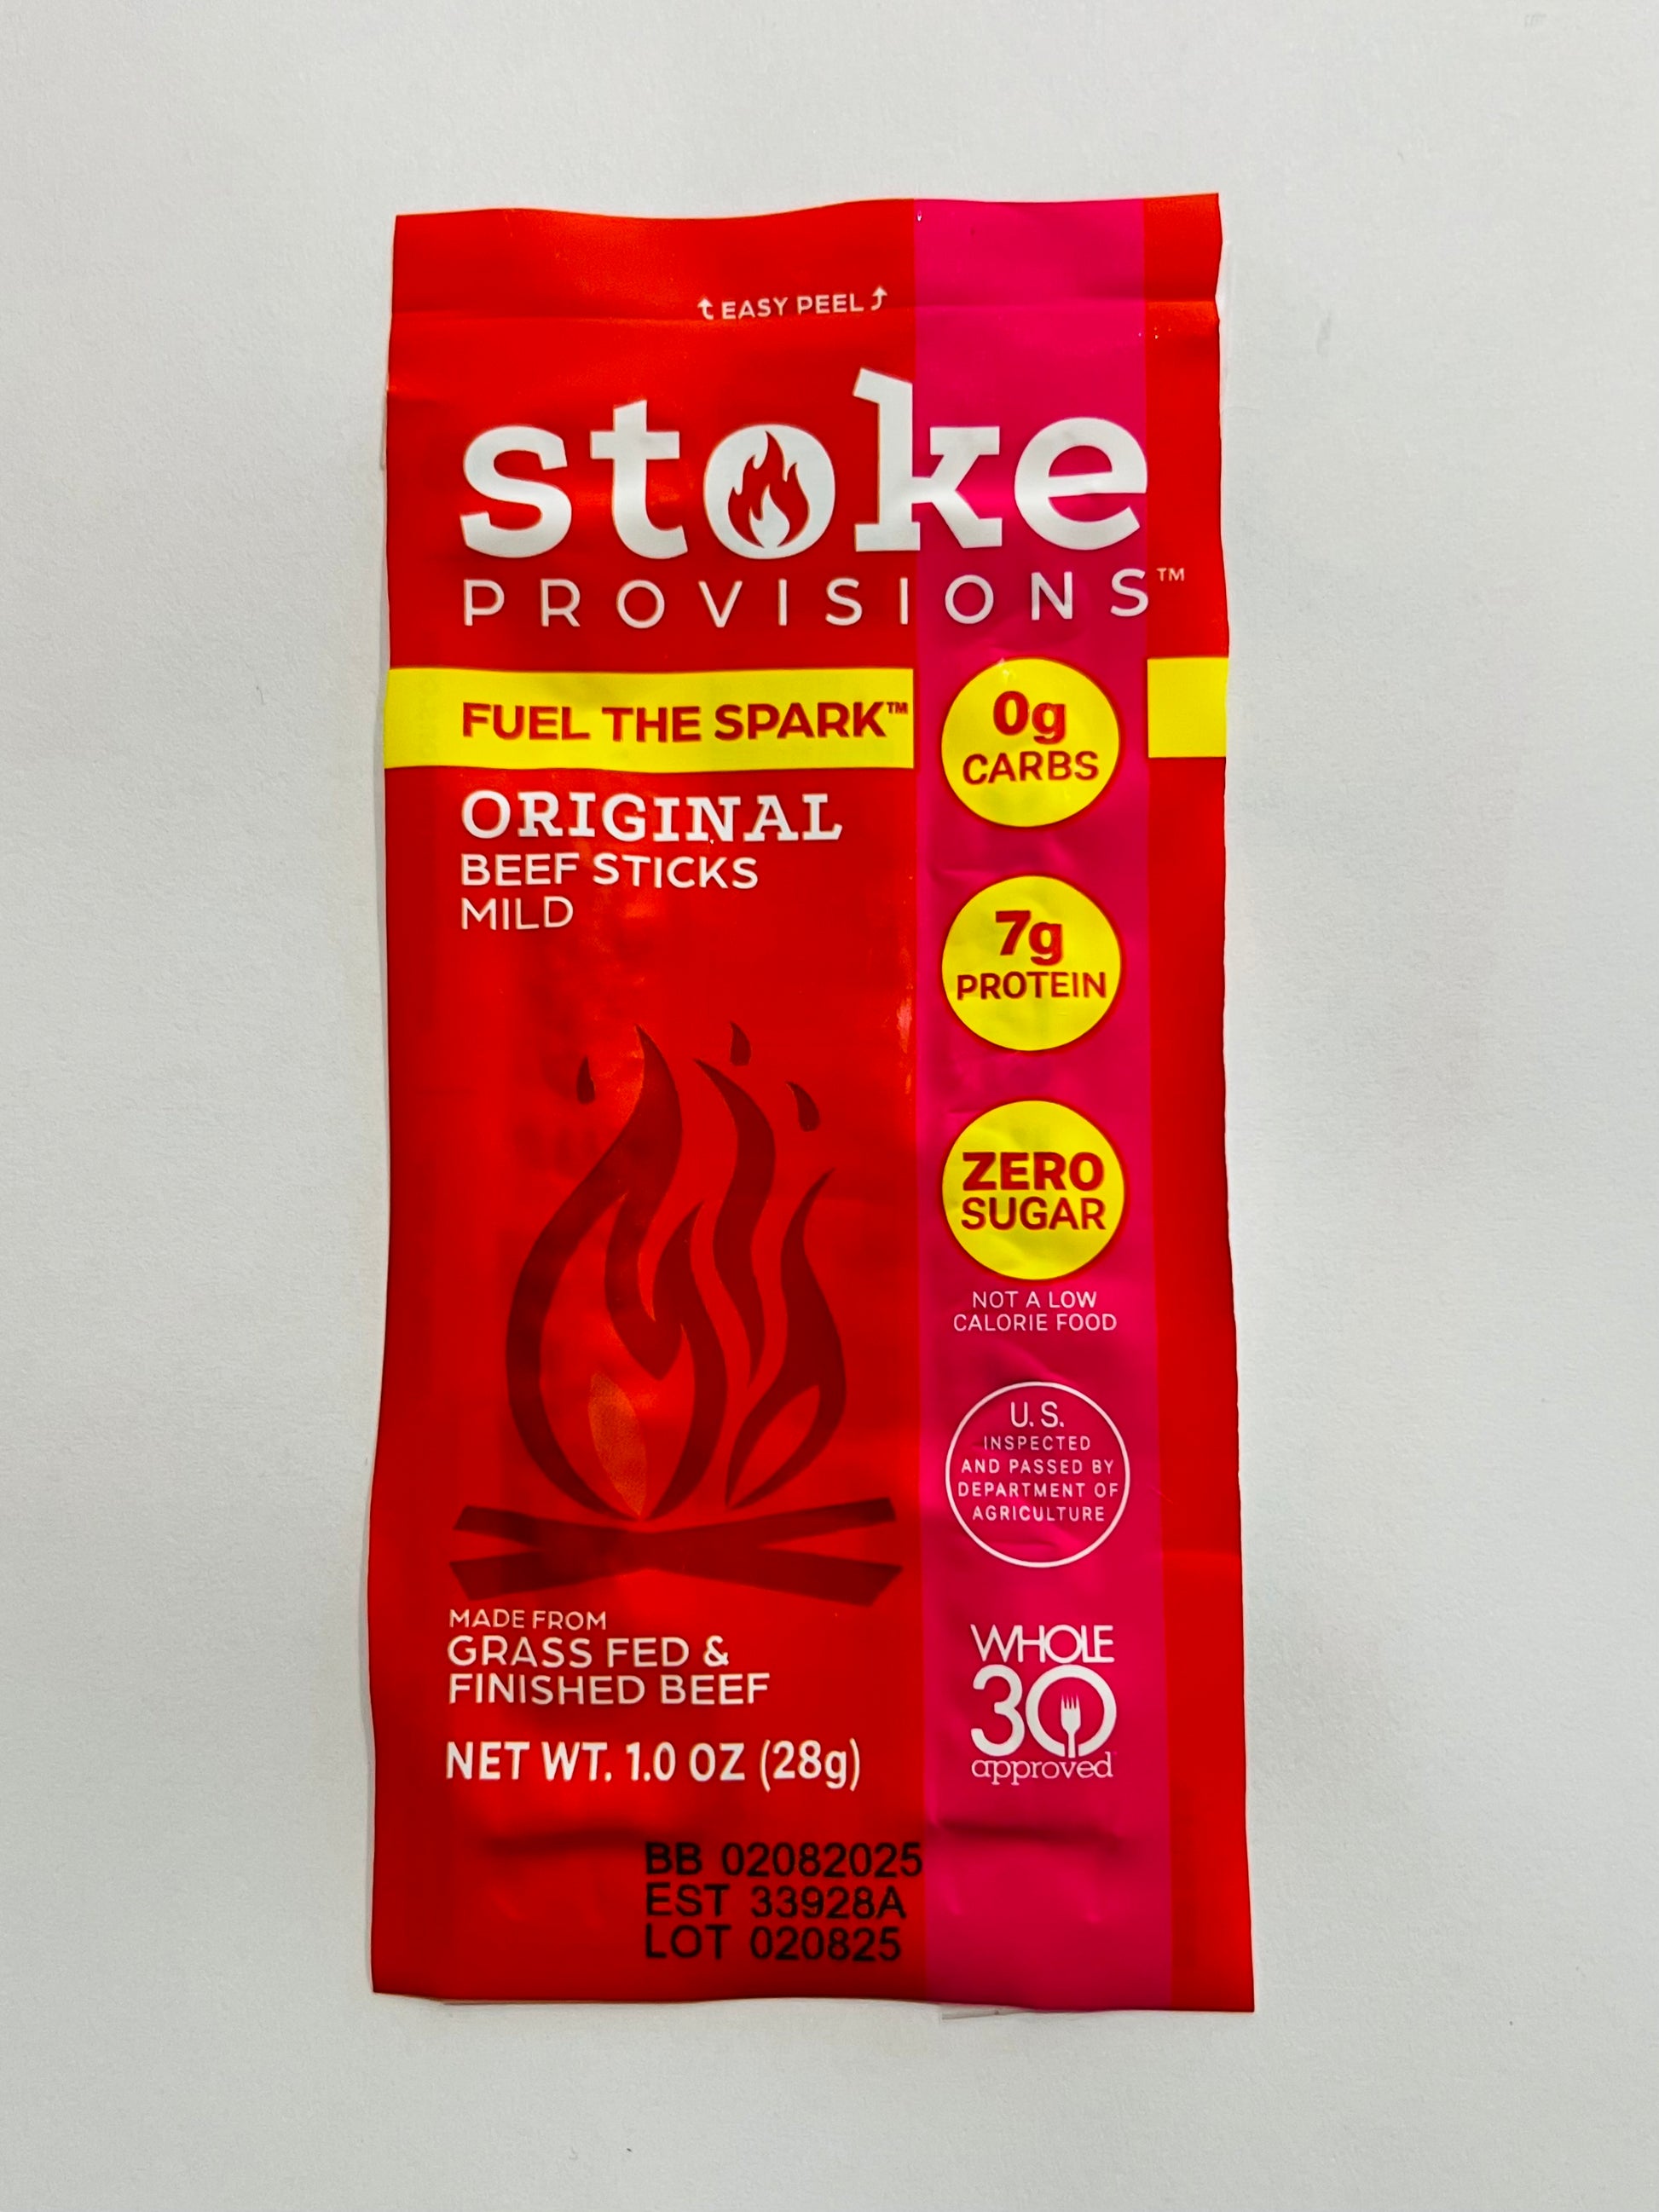 EASY PEEL
stoke
PROVISIONS™
FUEL THE SPARK™
ORIGINAL
BEEF STICKS
MILD
0g
CARBS
7g
PROTEIN
ZERO
SUGAR
NOT A LOW
CALORIE FOOD
U.S.
INSPECTED
AND PASSED BY
DEPARTMENT OF
AGRICULTURE
MADE FROM
GRASS FED &
FINISHED BEEF
NET WT. 1.0 OZ (28g)
WHOLE
30
approved
BB 02082025
EST 33928A
LOT 020825